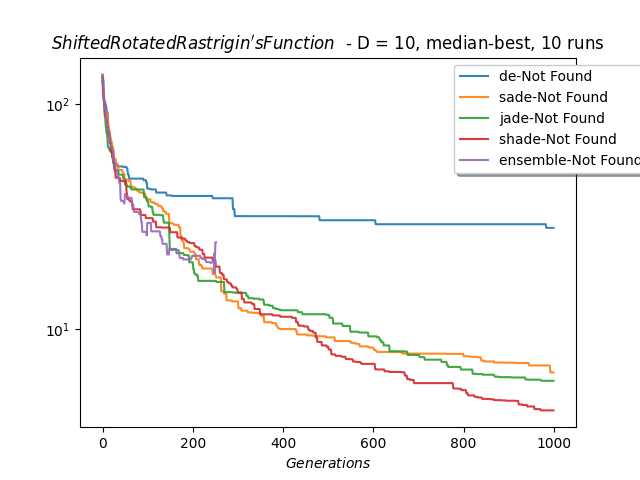 ShiftedRotatedRastrigin'sFunction - D = 10, median-best, 10 runs
de-Not Found
sade-Not Found
jade-Not Found
shade-Not Found
ensemble-Not Found
10²
10¹
0 200 400 600 800 1000
Generations